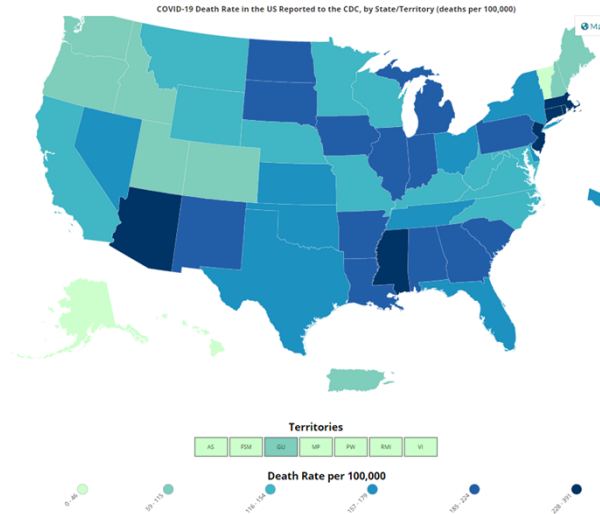 COVID-19 Death Rate in the US Reported to the CDC, by State/Territory (deaths per 100,000)
Ma
Territories
AS FSM GU MP PW RMI VI
Death Rate per 100,000
0 - 46
59 - 115
116 - 154
157 - 179
185 - 224
228 - 391